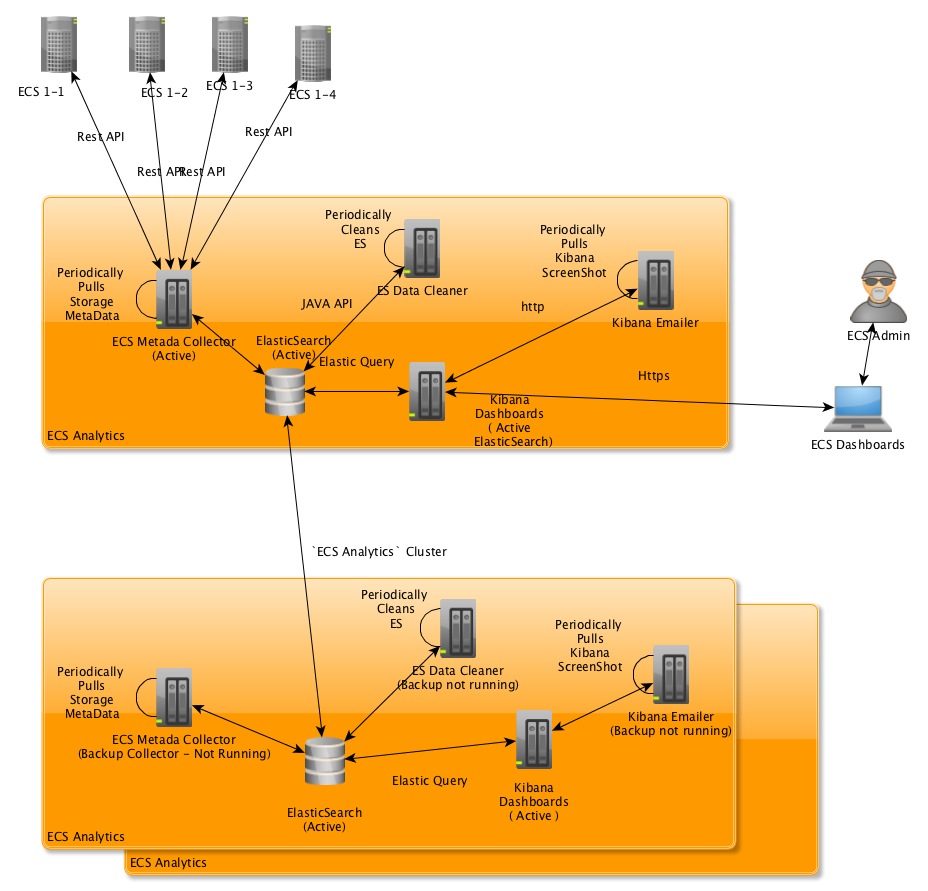 ECS 1-1
ECS 1-2
ECS 1-3
ECS 1-4
Rest API
Rest API
Rest API
Rest API
Periodically
Pulls
Storage
MetaData
ECS Metada Collector
(Active)
Periodically
Cleans
ES
ES Data Cleaner
JAVA API
Periodically
Pulls
Kibana
ScreenShot
Kibana Emailer
http
ElasticSearch
(Active)
Elastic Query
Kibana
Dashboards
( Active
ElasticSearch)
Https
ECS Admin
ECS Dashboards
ECS Analytics
`ECS Analytics` Cluster
Periodically
Cleans
ES
ES Data Cleaner
(Backup not running)
Periodically
Pulls
Kibana
ScreenShot
Kibana Emailer
(Backup not running)
Periodically
Pulls
Storage
MetaData
ECS Metada Collector
(Backup Collector - Not Running)
Elastic Query
ElasticSearch
(Active)
Kibana
Dashboards
( Active )
ECS Analytics
ECS Analytics